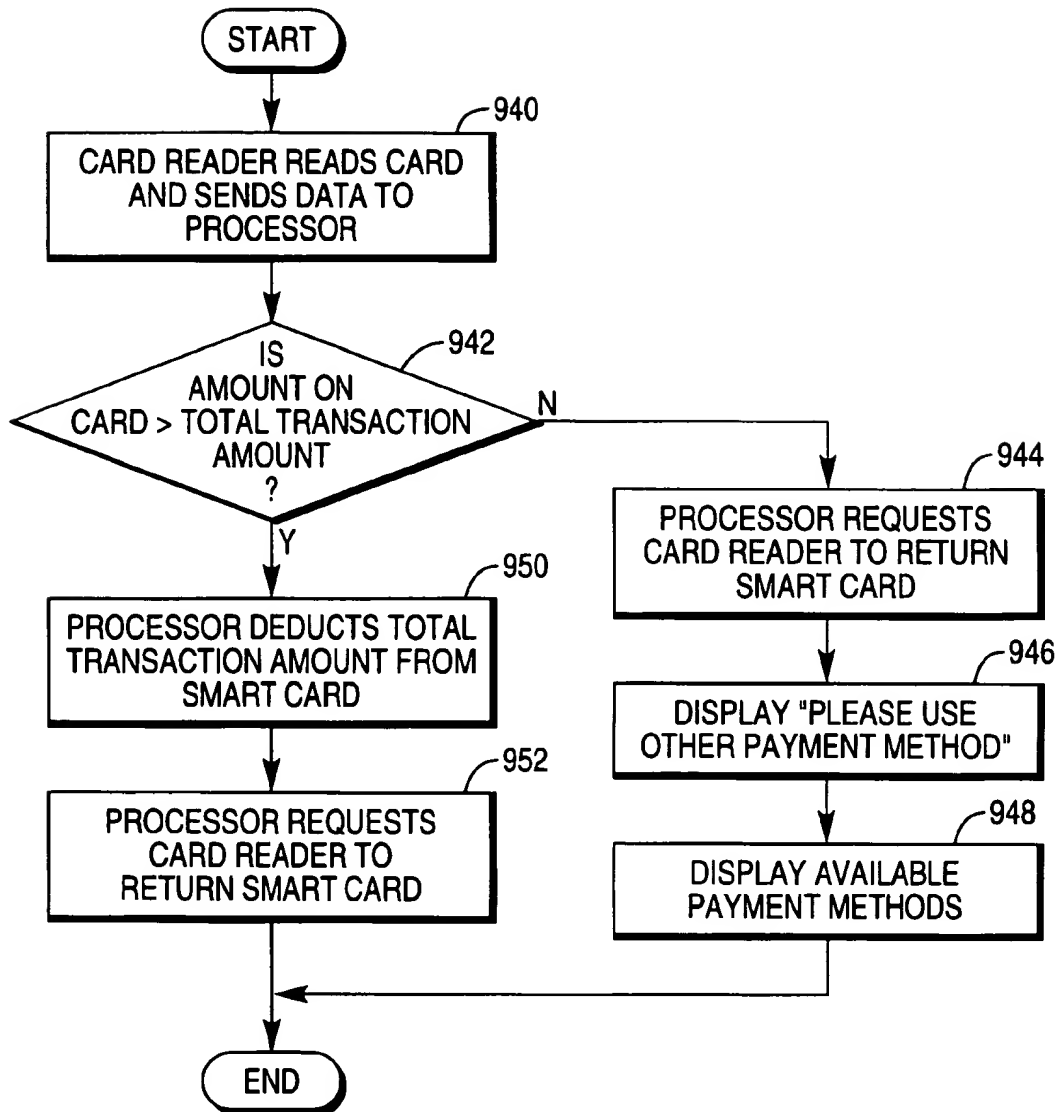 START
940
CARD READER READS CARD
AND SENDS DATA TO
PROCESSOR
942
IS
AMOUNT ON
CARD > TOTAL TRANSACTION
AMOUNT
?
N
Y
944
PROCESSOR REQUESTS
CARD READER TO RETURN
SMART CARD
950
PROCESSOR DEDUCTS TOTAL
TRANSACTION AMOUNT FROM
SMART CARD
946
DISPLAY "PLEASE USE
OTHER PAYMENT METHOD"
952
PROCESSOR REQUESTS
CARD READER TO
RETURN SMART CARD
948
DISPLAY AVAILABLE
PAYMENT METHODS
END